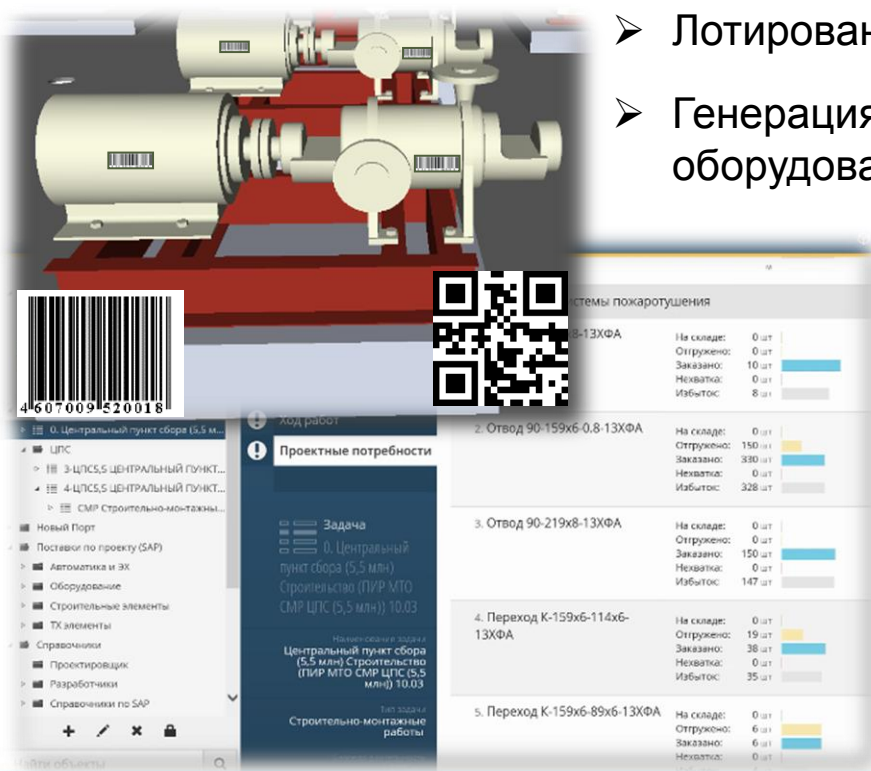 Лотирован
Генерация
оборудова
4 607009 520018
стемы пожаротушения
8-13ХФА
На складе: 0 шт
Отгружено: 0 шт
Заказано: 10 шт
Нехватка: 0 шт
Избыток: 8 шт
Ход работ
Проектные потребности
0. Центральный пункт сбора (5,5 м...
ЦПС
3-ЦПС5,5 ЦЕНТРАЛЬНЫЙ ПУНКТ...
4-ЦПС5,5 ЦЕНТРАЛЬНЫЙ ПУНКТ...
СМР Строительно-монтажны...
Новый Порт
Поставки по проекту (SAP)
Автоматика и ЭХ
Оборудование
Строительные элементы
ТХ элементы
Справочники
Проектировщик
Разработчики
Справочники по SAP
Найти объекты
Задача
0. Центральный
пункт сбора (5,5 млн)
Строительство (ПИР МТО
СМР ЦПС (5,5 млн)) 10.03
Наименование задачи
Центральный пункт сбора
(5,5 млн) Строительство
(ПИР МТО СМР ЦПС (5,5
млн)) 10.03
Тип задачи
Строительно-монтажные
работы
2. Отвод 90-159х6-0,8-13ХФА
На складе: 0 шт
Отгружено: 150 шт
Заказано: 330 шт
Нехватка: 0 шт
Избыток: 328 шт
3. Отвод 90-219х8-13ХФА
На складе: 0 шт
Отгружено: 0 шт
Заказано: 150 шт
Нехватка: 0 шт
Избыток: 147 шт
4. Переход К-159х6-114х6-
13ХФА
На складе: 0 шт
Отгружено: 19 шт
Заказано: 38 шт
Нехватка: 0 шт
Избыток: 35 шт
5. Переход К-159х6-89х6-13ХФА
На складе: 0 шт
Отгружено: 6 шт
Заказано: 6 шт
Нехватка: 0 шт